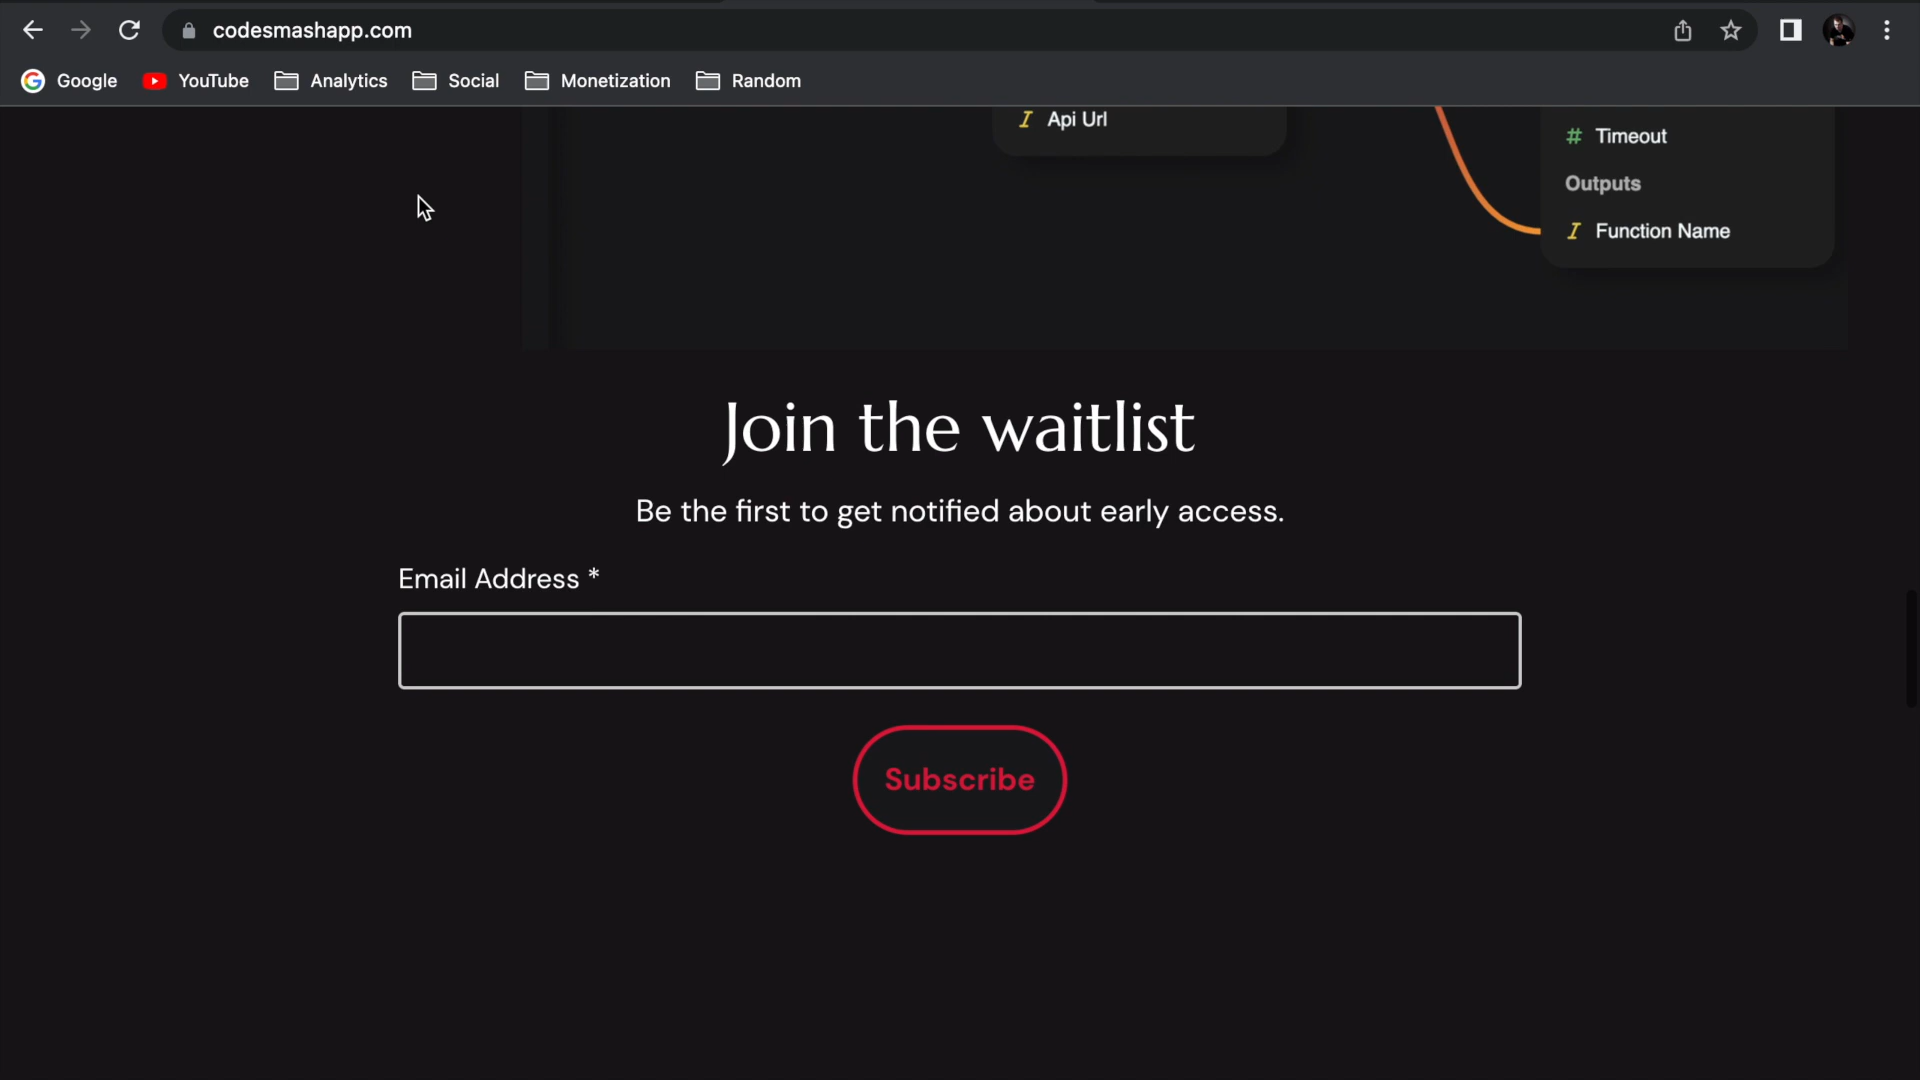 codesmashapp.com
Google YouTube Analytics Social Monetization Random
Api Url
# Timeout
Outputs
I Function Name
Join the waitlist
Be the first to get notified about early access.
Email Address *
Subscribe